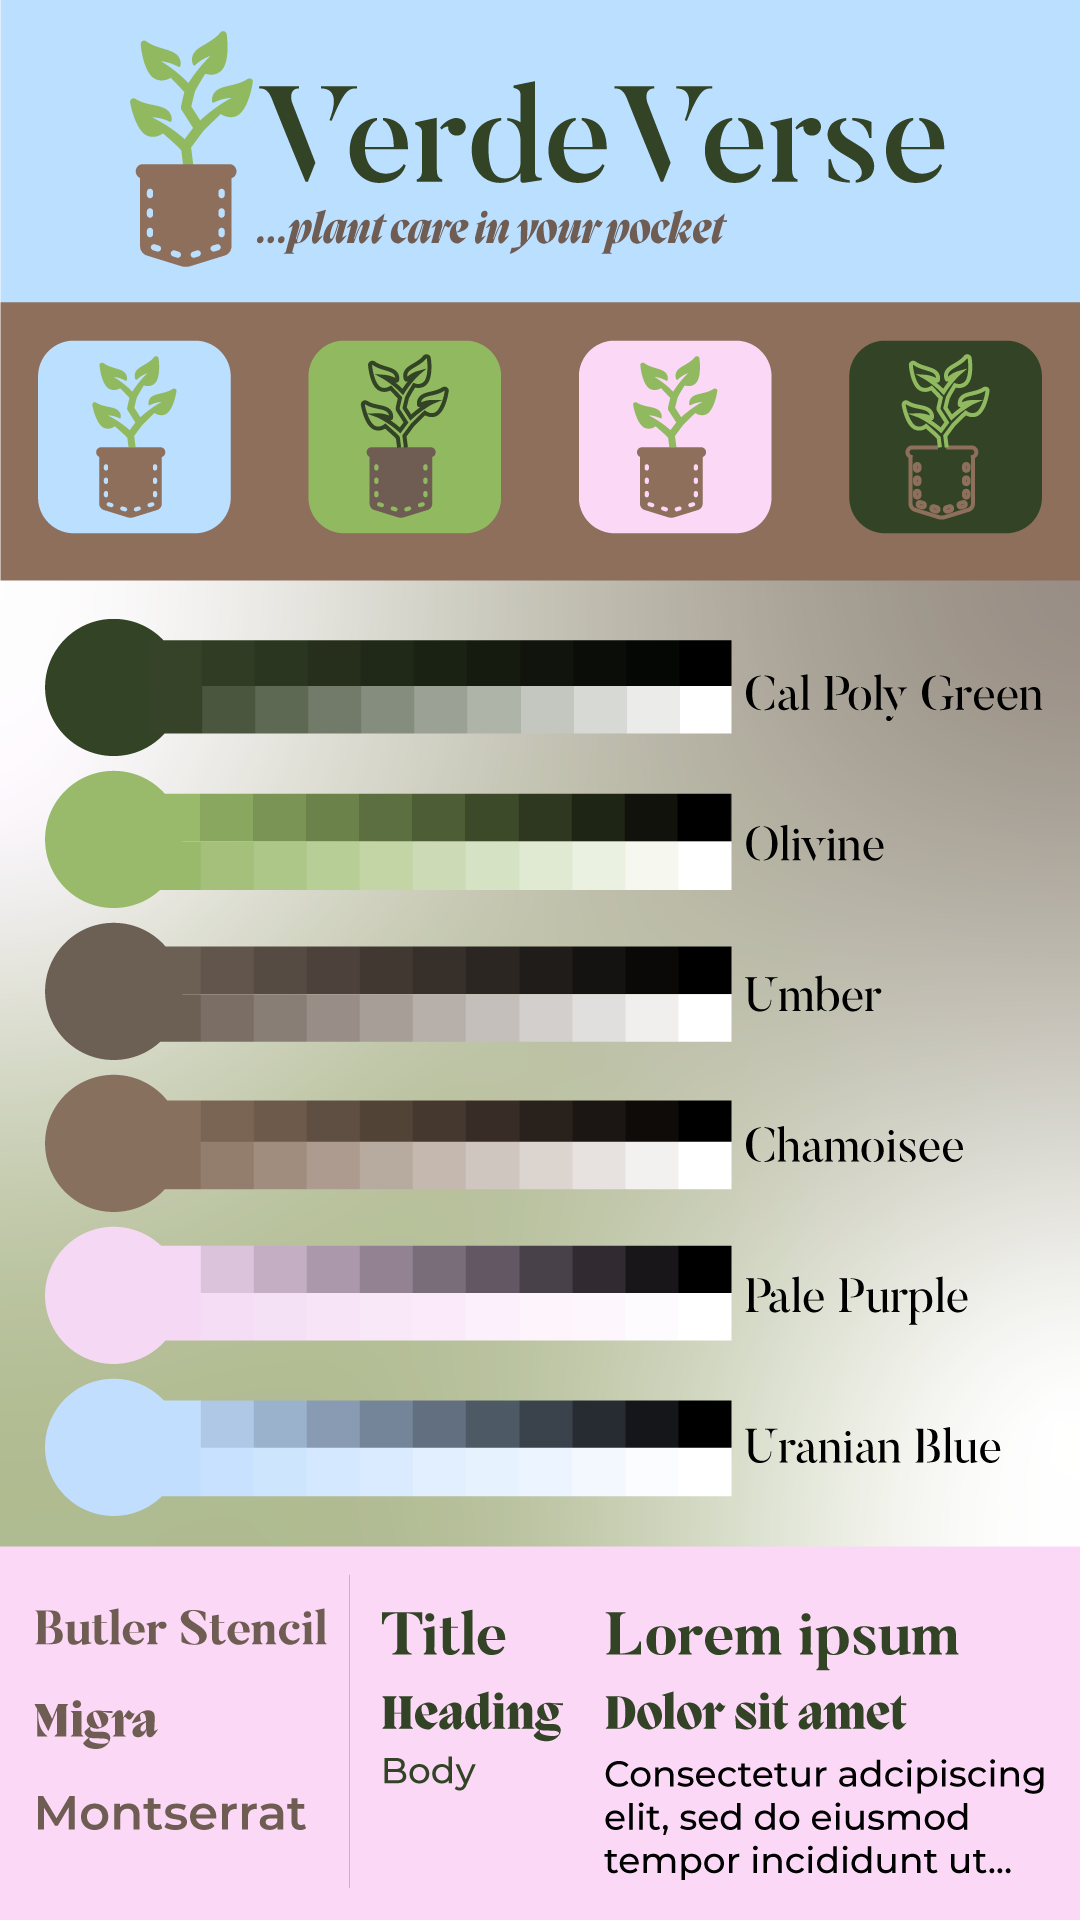 VerdeVerse
...plant care in your pocket
Cal Poly Green
Olivine
Umber
Chamoisee
Pale Purple
Uranian Blue
Butler Stencil
Migra
Montserrat
Title
Heading
Body
Lorem ipsum
Dolor sit amet
Consectetur adcipiscing
elit, sed do eiusmod
tempor incididunt ut...